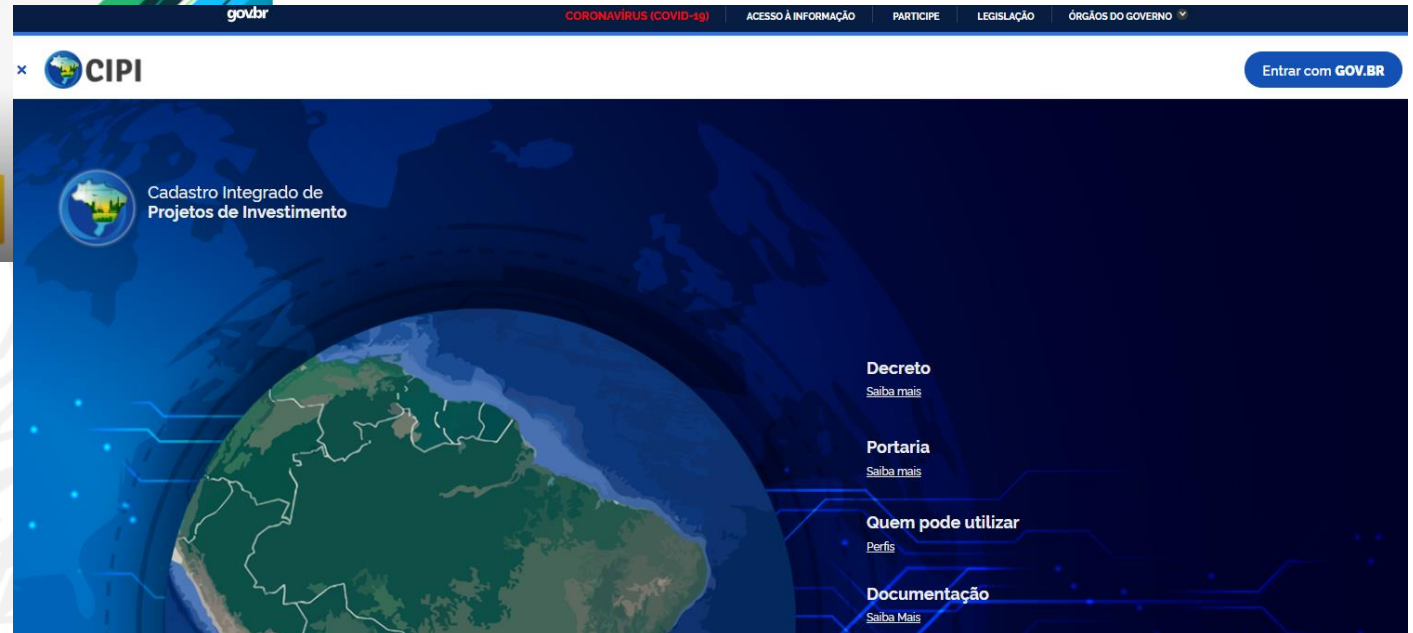 gov.br
CORONAVÍRUS (COVID-19) ACESSO À INFORMAÇÃO PARTICIPE LEGISLAÇÃO ÓRGÃOS DO GOVERNO
CIPI
Entrar com GOV.BR
Cadastro Integrado de
Projetos de Investimento
Decreto
Saiba mais
Portaria
Saiba mais
Quem pode utilizar
Perfis
Documentação
Saiba Mais